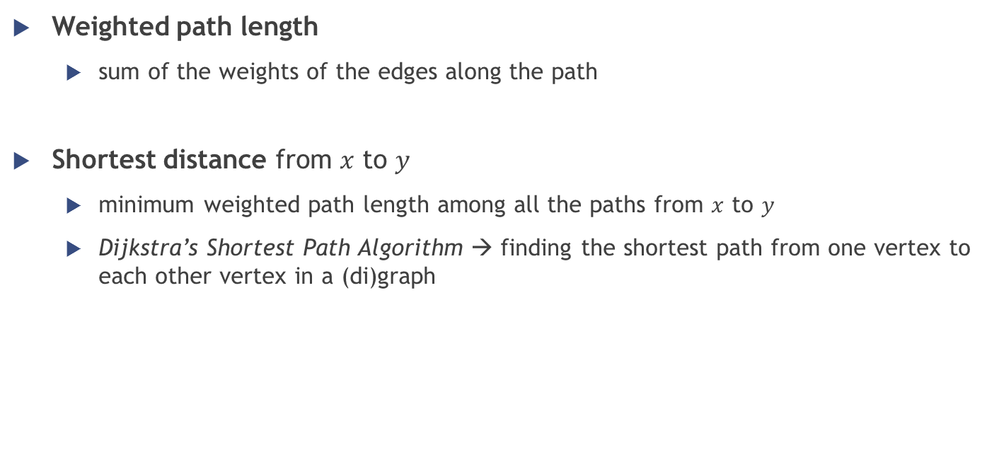 Weighted path length
sum of the weights of the edges along the path
Shortest distance from x to y
minimum weighted path length among all the paths from x to y
Dijkstra’s Shortest Path Algorithm → finding the shortest path from one vertex to
each other vertex in a (di)graph